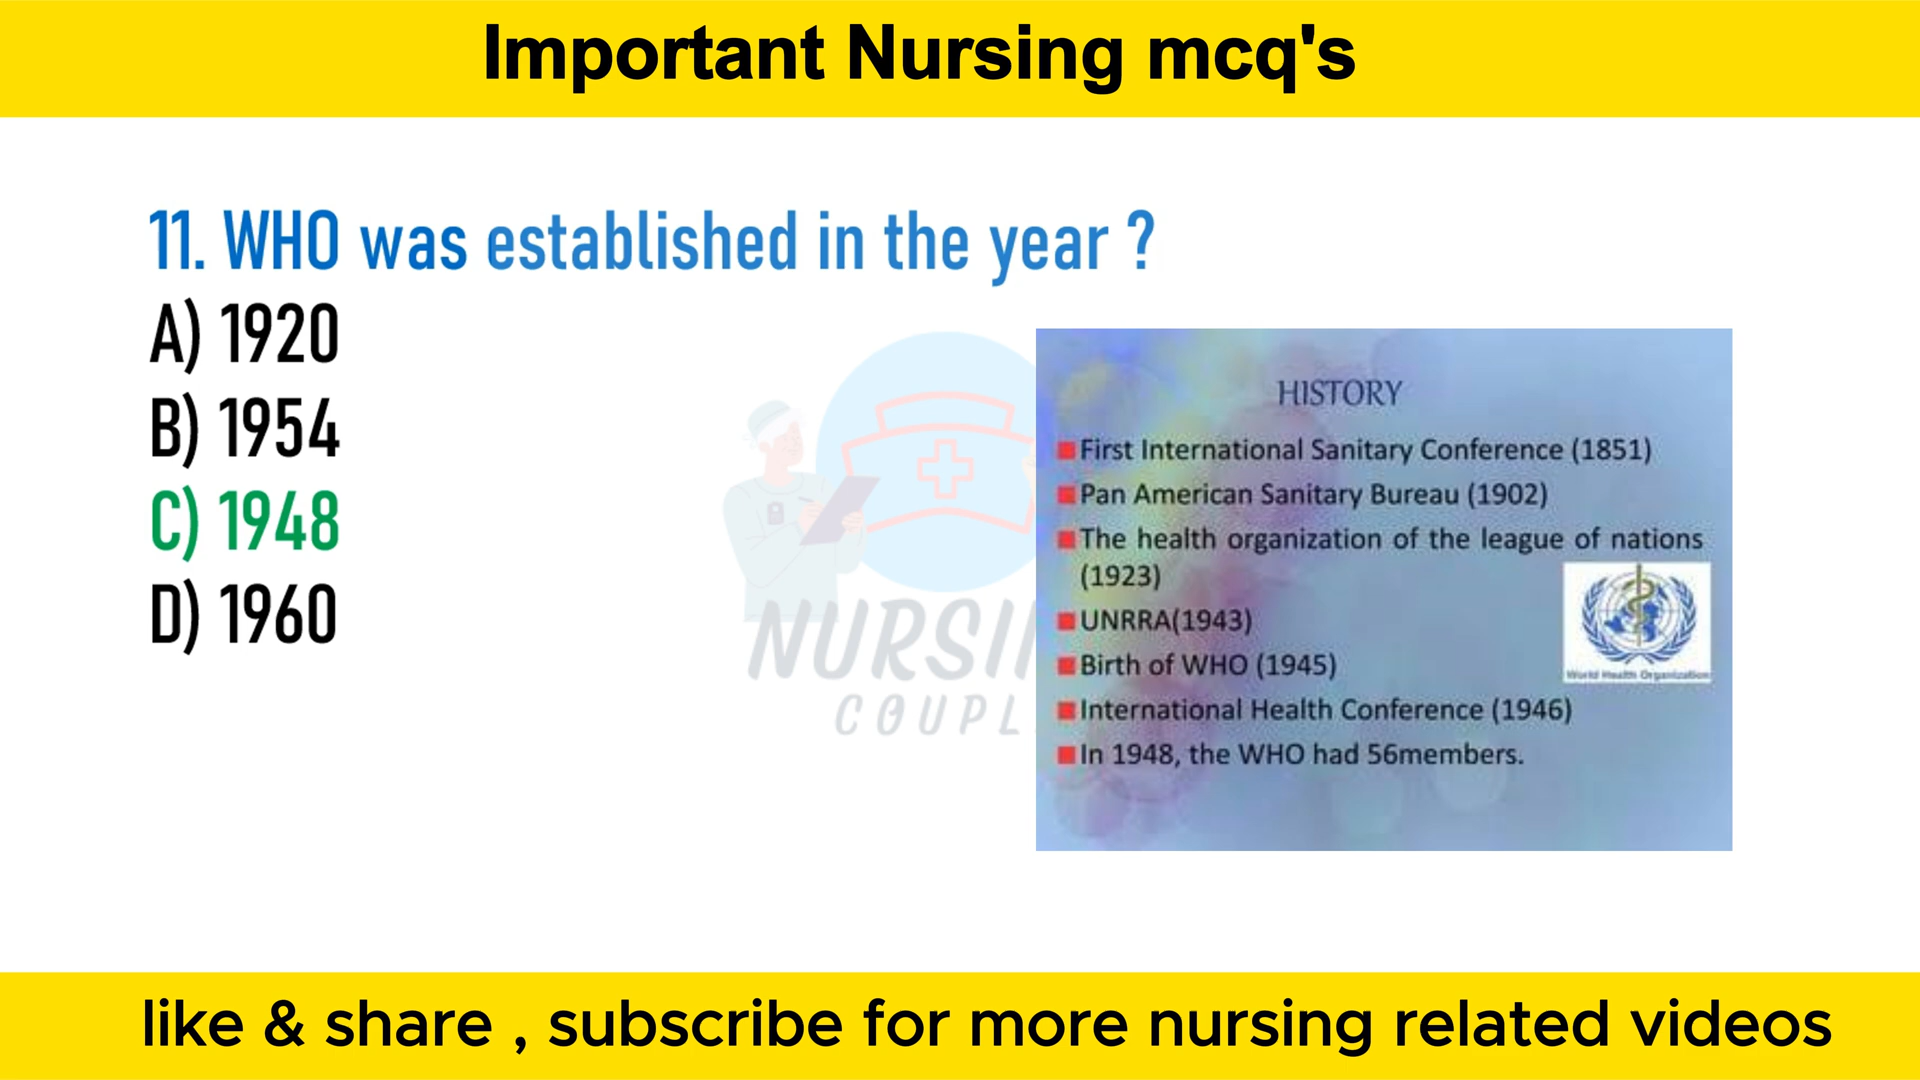 Important Nursing mcq's
11. WHO was established in the year ?
A) 1920
B) 1954
C) 1948
D) 1960
HISTORY
First International Sanitary Conference (1851)
Pan American Sanitary Bureau (1902)
The health organization of the league of nations
(1923)
UNRRA(1943)
Birth of WHO (1945)
International Health Conference (1946)
In 1948, the WHO had 56members.
World Health Organization
like & share , subscribe for more nursing related videos